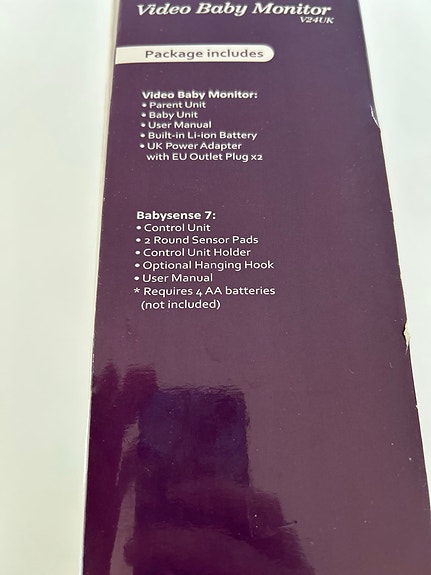 Video Baby Monitor
V24UK
Package includes
Video Baby Monitor:
• Parent Unit
• Baby Unit
• User Manual
• Built-in Li-ion Battery
• UK Power Adapter
with EU Outlet Plug x2
Babysense 7:
• Control Unit
• 2 Round Sensor Pads
• Control Unit Holder
• Optional Hanging Hook
• User Manual
* Requires 4 AA batteries
(not included)